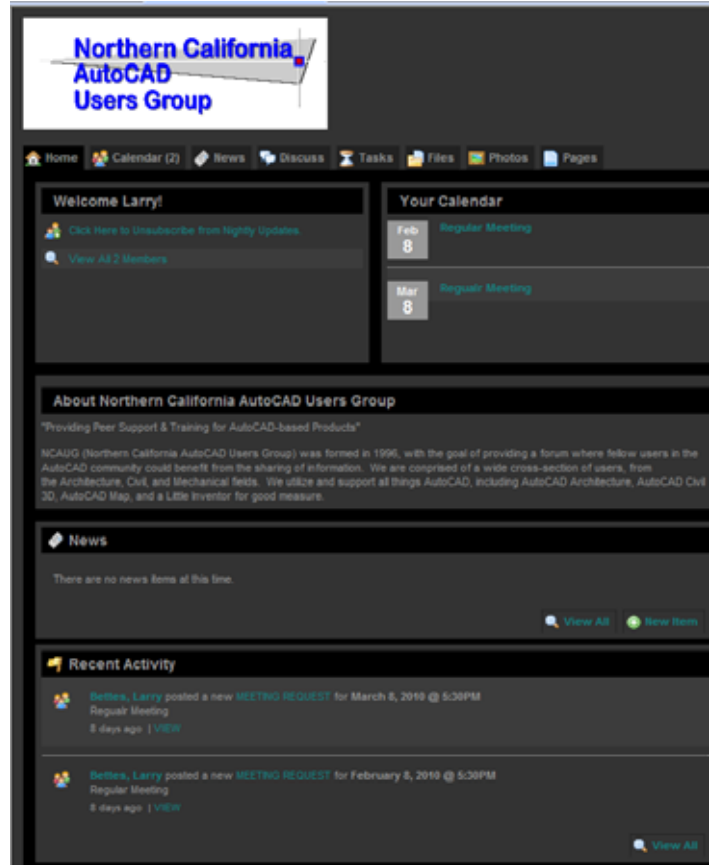 Northern California
AutoCAD
Users Group
Home Calendar (2) News Discuss Tasks Files Photos Pages
Welcome Larry!
Click Here to Unsubscribe from Nightly Updates.
View All 2 Members
Your Calendar
Feb
8
Regular Meeting
Mar
8
Regualr Meeting
About Northern California AutoCAD Users Group
"Providing Peer Support & Training for AutoCAD-based Products"
NCAUG (Northern California AutoCAD Users Group) was formed in 1996, with the goal of providing a forum where fellow users in the
AutoCAD community could benefit from the sharing of information. We are comprised of a wide cross-section of users, from
the Architecture, Civil, and Mechanical fields. We utilize and support all things AutoCAD, including AutoCAD Architecture, AutoCAD Civil
3D, AutoCAD Map, and a Little Inventor for good measure.
News
There are no news items at this time.
View All New Item
Recent Activity
Bettes, Larry posted a new MEETING REQUEST for March 8, 2010 @ 5:30PM
Regualr Meeting
8 days ago | VIEW
Bettes, Larry posted a new MEETING REQUEST for February 8, 2010 @ 5:30PM
Regular Meeting
8 days ago | VIEW
View All